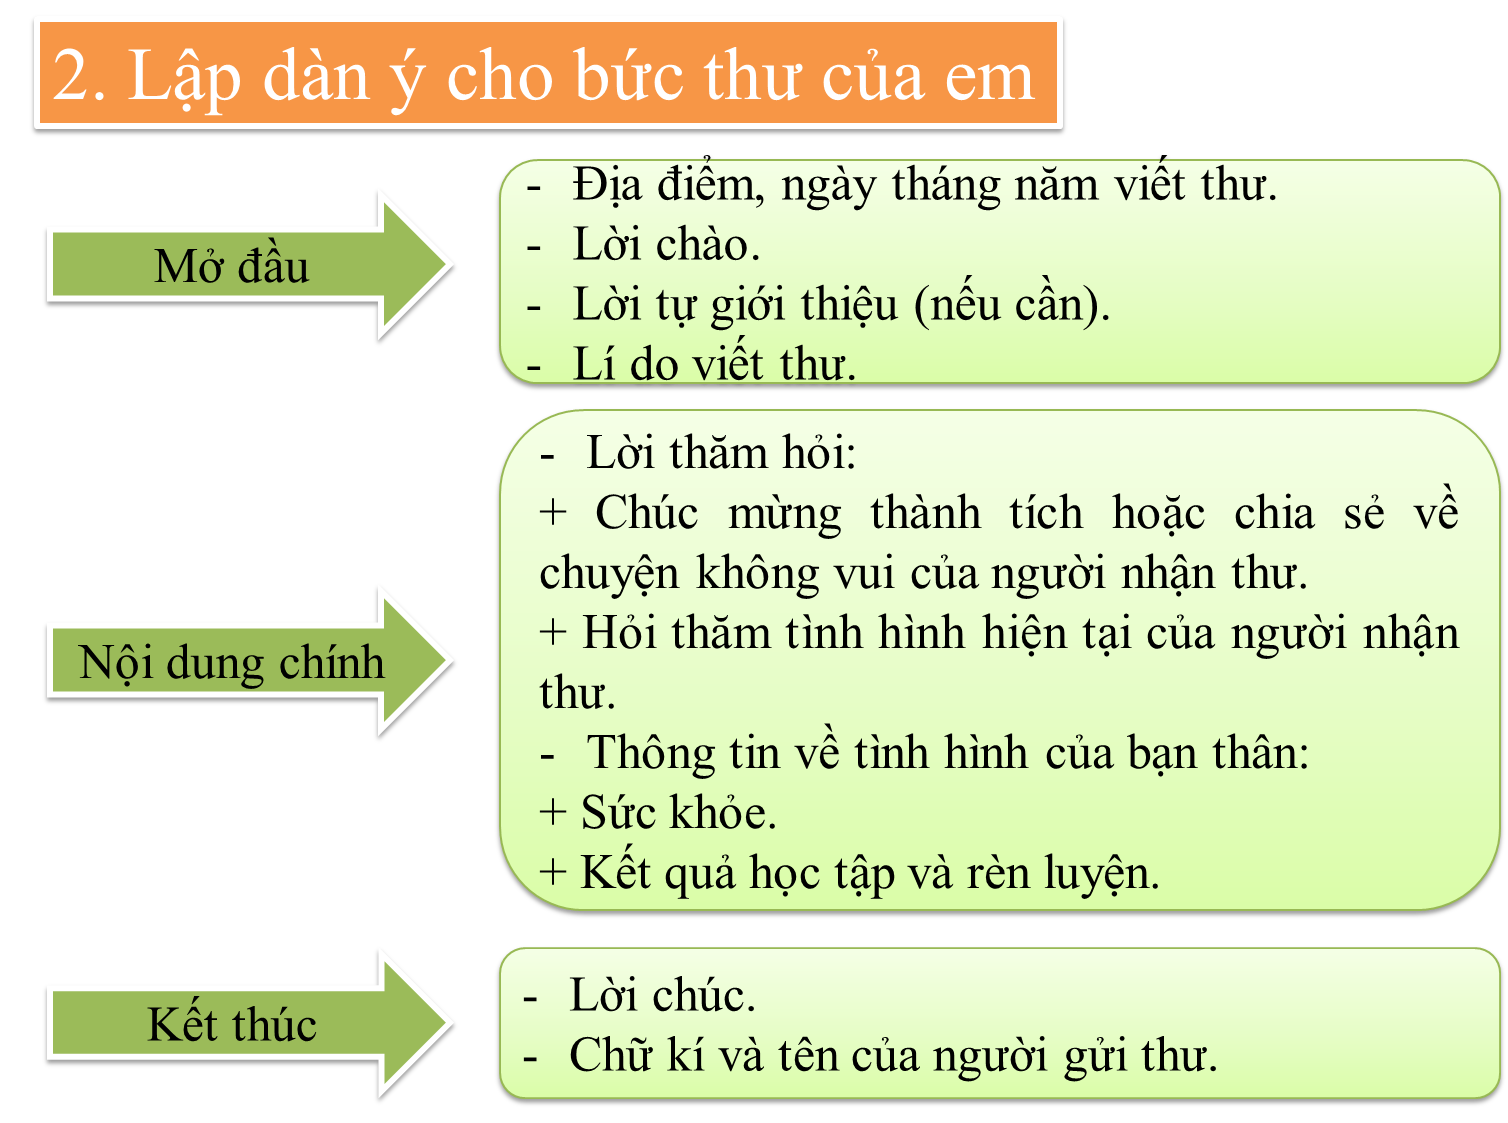 2. Lập dàn ý cho bức thư của em
Mở đầu
- Địa điểm, ngày tháng năm viết thư.
- Lời chào.
- Lời tự giới thiệu (nếu cần).
- Lí do viết thư.
Nội dung chính
- Lời thăm hỏi:
+ Chúc mừng thành tích hoặc chia sẻ về
chuyện không vui của người nhận thư.
+ Hỏi thăm tình hình hiện tại của người nhận
thư.
- Thông tin về tình hình của bạn thân:
+ Sức khỏe.
+ Kết quả học tập và rèn luyện.
Kết thúc
- Lời chúc.
- Chữ kí và tên của người gửi thư.